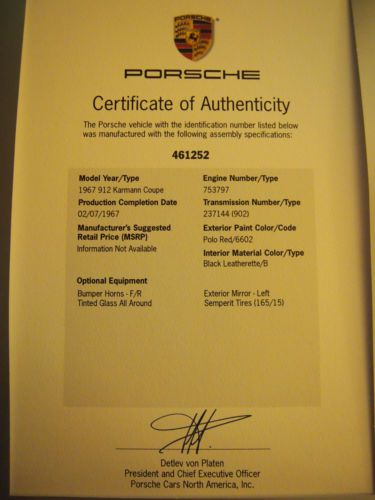 PORSCHE
PORSCHE
Certificate of Authenticity
The Porsche vehicle with the identification number listed below
was manufactured with the following assembly specifications:
461252
Model Year/Type
1967 912 Karmann Coupe
Production Completion Date
02/07/1967
Manufacturer's Suggested
Retail Price (MSRP)
Information Not Available
Engine Number/Type
753797
Transmission Number/Type
237144 (902)
Exterior Paint Color/Code
Polo Red/6602
Interior Material Color/Type
Black Leatherette/B
Optional Equipment
Bumper Horns - F/R
Tinted Glass All Around
Exterior Mirror - Left
Semperit Tires (165/15)
Detlev von Platen
President and Chief Executive Officer
Porsche Cars North America, Inc.